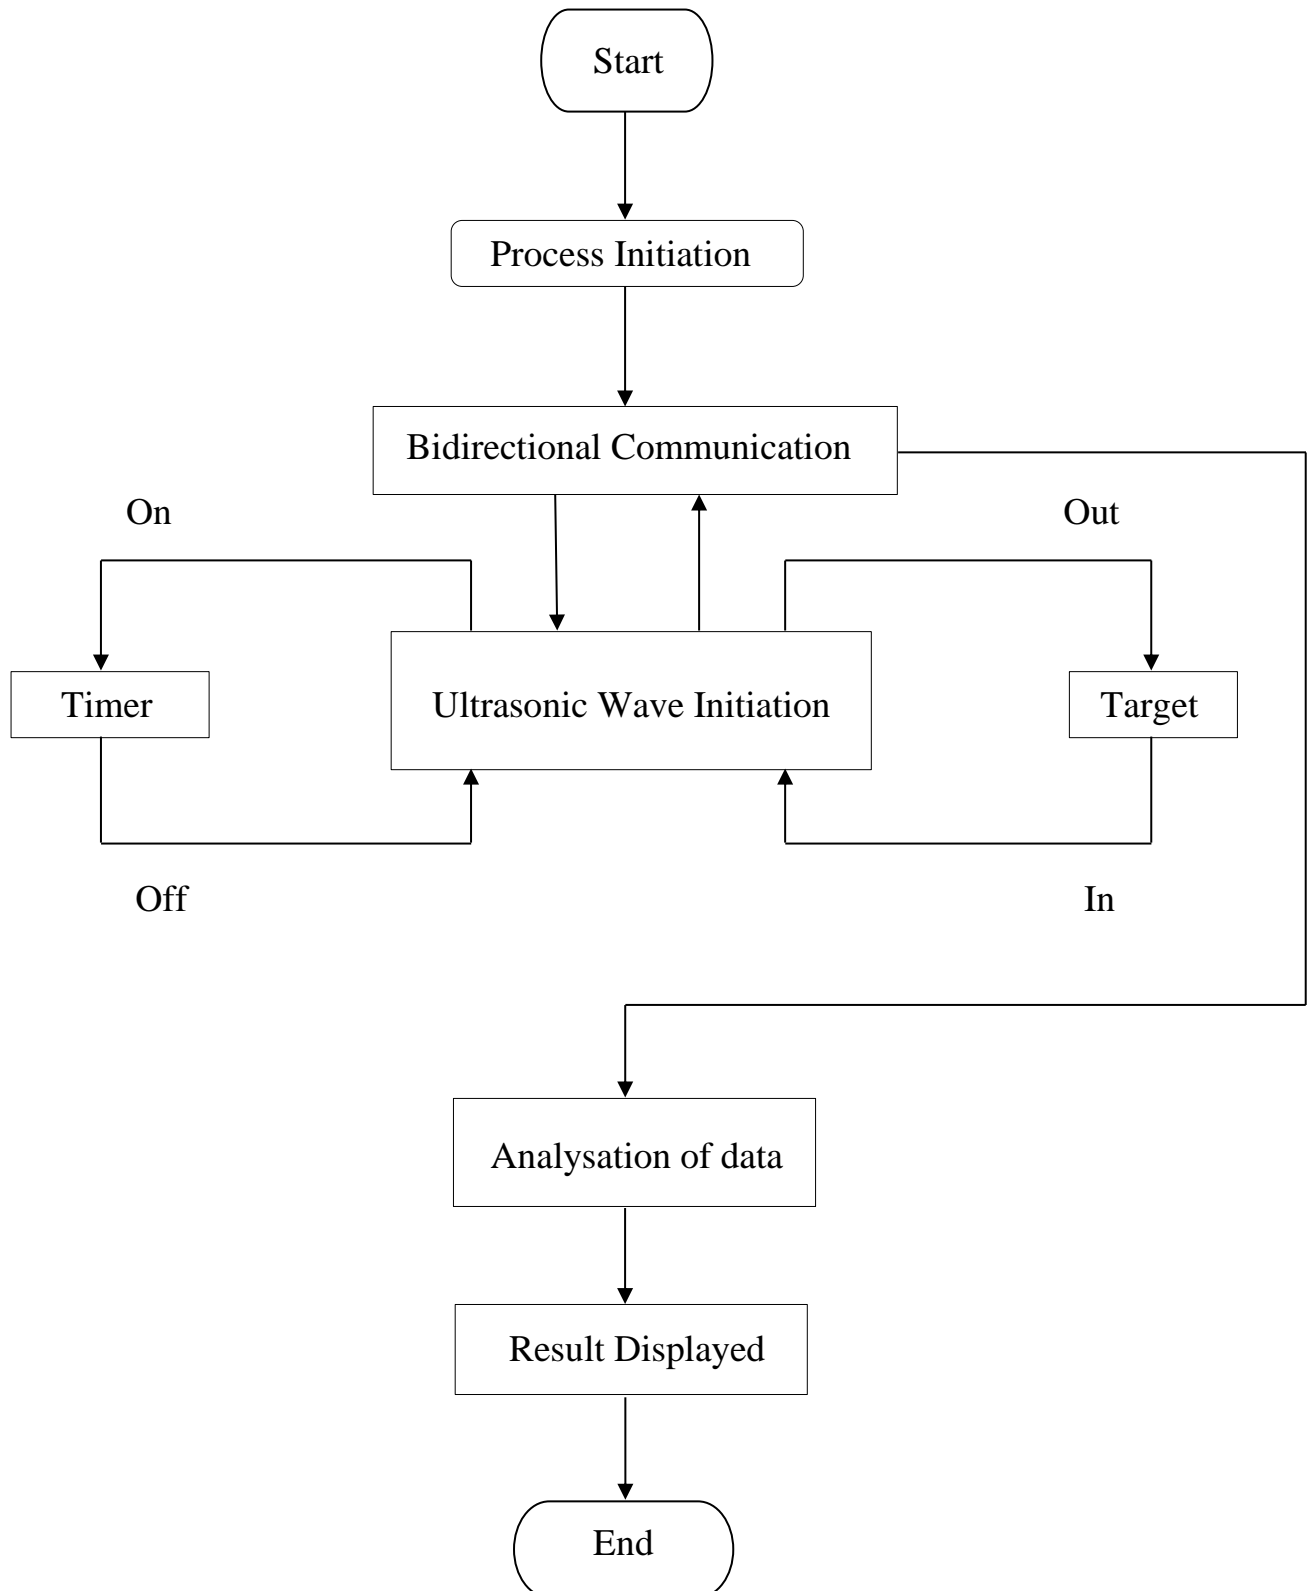 Start
Process Initiation
Bidirectional Communication
On
Out
Timer
Ultrasonic Wave Initiation
Target
Off
In
Analysation of data
Result Displayed
End